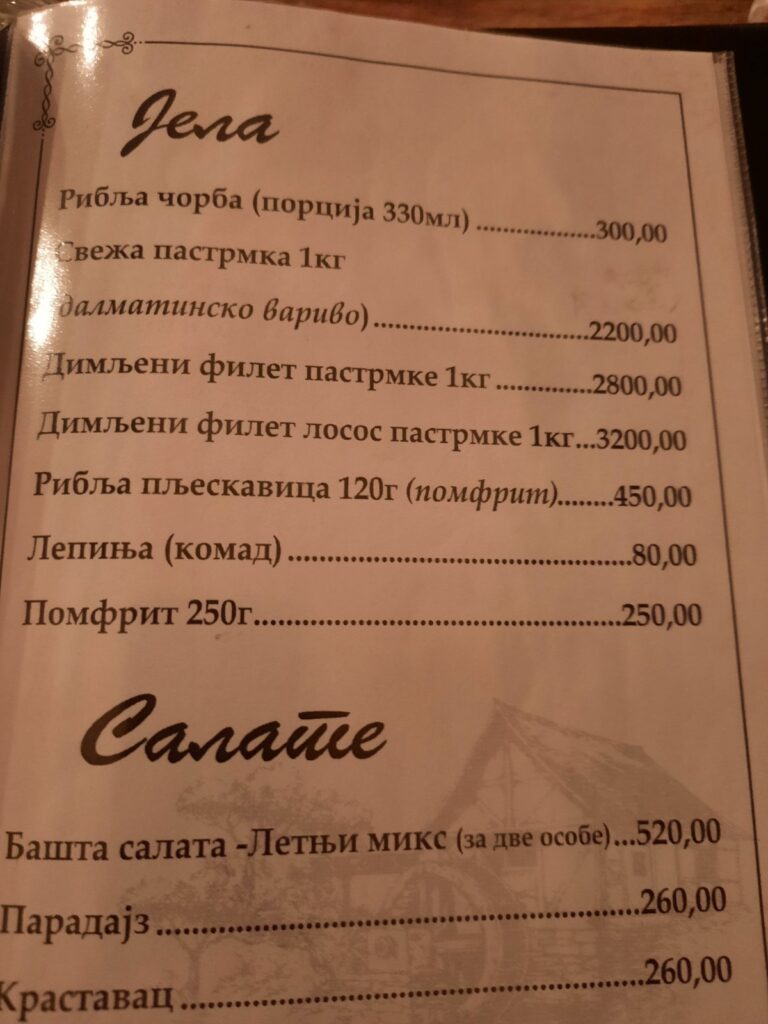 Јела
Рибља чорба (порција 330мл) ..................300,00
Свежа пастрмка 1кг
далматинско вариво)..................................2200,00
Димљени филет пастрмке 1кг ...............2800,00
Димљени филет лосос пастрмке 1кг...3200,00
Рибља пљескавица 120г (помфрит)........450,00
Лепиња (комад) .....................................................80,00
Помфрит 250г.........................................................250,00
Салате
Башта салата -Летњи микс (за две особе)...520,00
Парадајз .........................................................................260,00
Краставац ......................................................................260,00